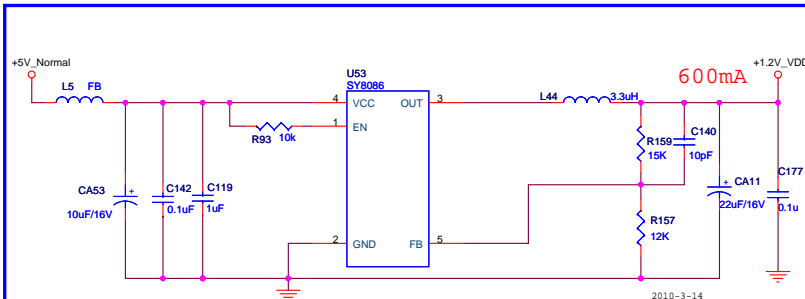 +5V_Normal
L5 FB
U53
SY8086
4 VCC OUT 3
1 EN
R93 10k
2 GND FB 5
L44 3.3uH
600mA
+1.2V_VDD
R159
15K
C140
10pF
CA53
10uF/16V
C142
0.1uF
C119
1uF
R157
12K
CA11
22uF/16V
C177
0.1u
2010-3-14